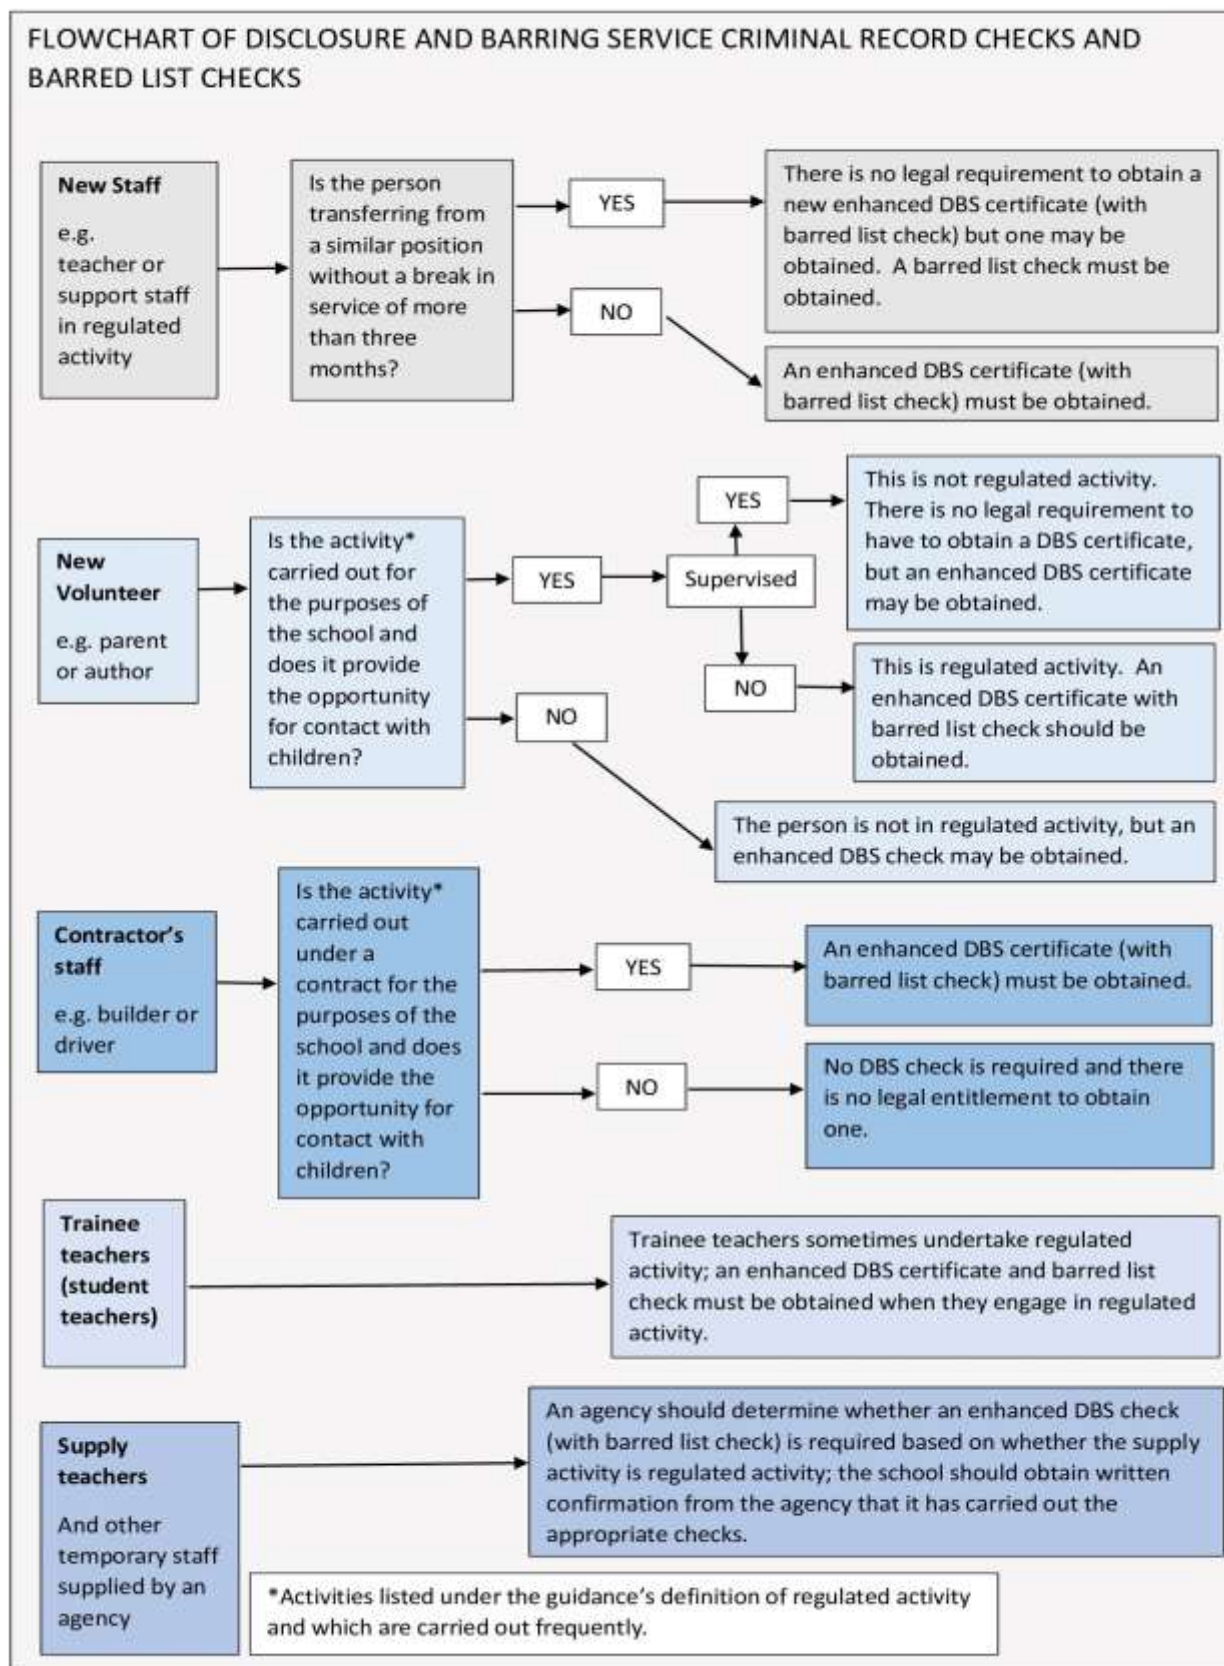 FLOWCHART OF DISCLOSURE AND BARRING SERVICE CRIMINAL RECORD CHECKS AND
BARRED LIST CHECKS
New Staff
e.g.
teacher or
support staff
in regulated
activity
Is the person
transferring from
a similar position
without a break in
service of more
than three
months?
YES
There is no legal requirement to obtain a
new enhanced DBS certificate (with
barred list check) but one may be
obtained.  A barred list check must be
obtained.
NO
An enhanced DBS certificate (with
barred list check) must be obtained.
New
Volunteer
e.g. parent
or author
Is the activity*
carried out for
the purposes of
the school and
does it provide
the opportunity
for contact with
children?
YES
Supervised
YES
This is not regulated activity.
There is no legal requirement to
have to obtain a DBS certificate,
but an enhanced DBS certificate
may be obtained.
NO
This is regulated activity.  An
enhanced DBS certificate with
barred list check should be
obtained.
NO
The person is not in regulated activity, but an
enhanced DBS check may be obtained.
Contractor's
staff
e.g. builder or
driver
Is the activity*
carried out
under a
contract for the
purposes of the
school and does
it provide the
opportunity for
contact with
children?
YES
An enhanced DBS certificate (with
barred list check) must be obtained.
NO
No DBS check is required and there
is no legal entitlement to obtain
one.
Trainee
teachers
(student
teachers)
Trainee teachers sometimes undertake regulated
activity; an enhanced DBS certificate and barred list
check must be obtained when they engage in regulated
activity.
Supply
teachers
And other
temporary staff
supplied by an
agency
An agency should determine whether an enhanced DBS check
(with barred list check) is required based on whether the supply
activity is regulated activity; the school should obtain written
confirmation from the agency that it has carried out the
appropriate checks.
*Activities listed under the guidance's definition of regulated activity
and which are carried out frequently.